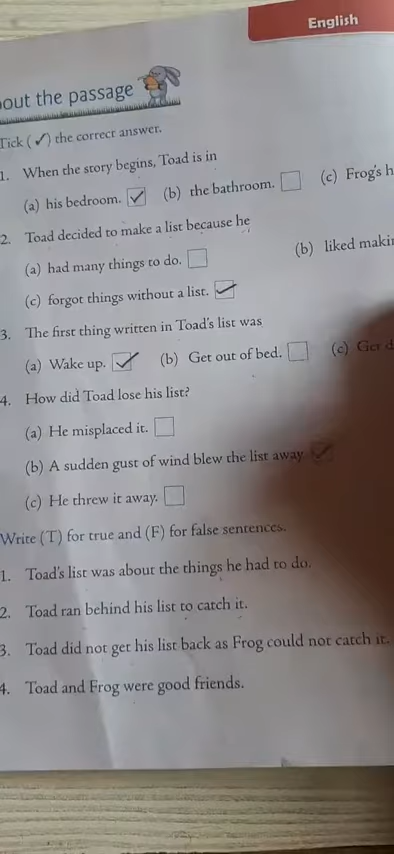 English
out the passage
Tick (✓) the correct answer.
1. When the story begins, Toad is in
(a) his bedroom. ✓ (b) the bathroom. (c) Frog's h
2. Toad decided to make a list because he
(a) had many things to do. (b) liked makin
(c) forgot things without a list. ✓
3. The first thing written in Toad's list was
(a) Wake up. ✓ (b) Get out of bed. (c) Get d
4. How did Toad lose his list?
(a) He misplaced it.
(b) A sudden gust of wind blew the list away. ✓
(c) He threw it away.
Write (T) for true and (F) for false sentences.
1. Toad's list was about the things he had to do.
2. Toad ran behind his list to catch it.
3. Toad did not get his list back as Frog could not catch it.
4. Toad and Frog were good friends.